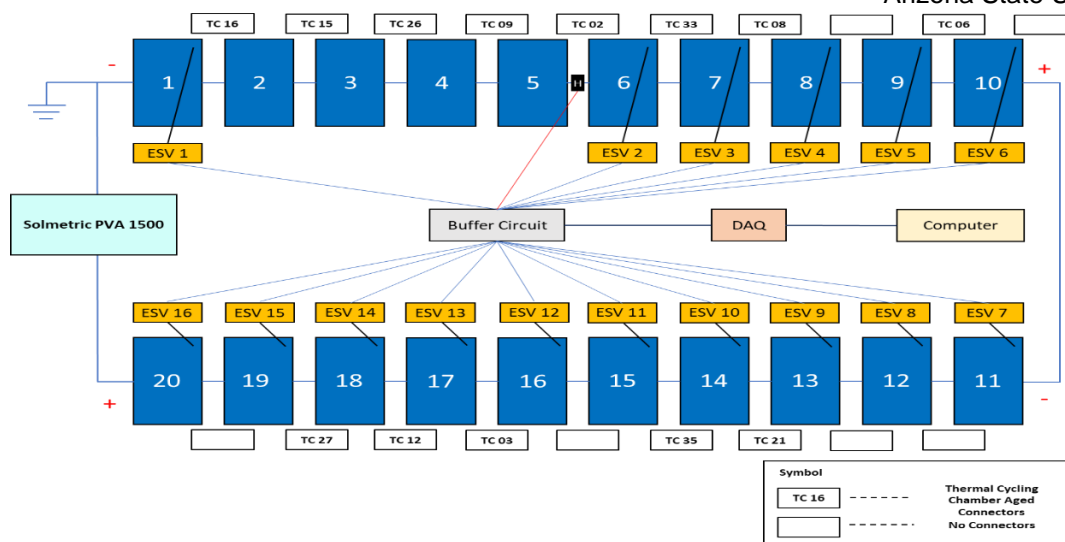 Arizona State
TC 16 TC 15 TC 26 TC 09 TC 02 TC 33 TC 08 TC 06
- 1 2 3 4 5 H 6 7 8 9 10 +
ESV 1 ESV 2 ESV 3 ESV 4 ESV 5 ESV 6
Solmetric PVA 1500 Buffer Circuit DAQ Computer
ESV 16 ESV 15 ESV 14 ESV 13 ESV 12 ESV 11 ESV 10 ESV 9 ESV 8 ESV 7
20 19 18 17 16 15 14 13 12 11
+ -
TC 27 TC 12 TC 03 TC 35 TC 21
Symbol
TC 16 ------ Thermal Cycling
Chamber Aged
Connectors
------ No Connectors